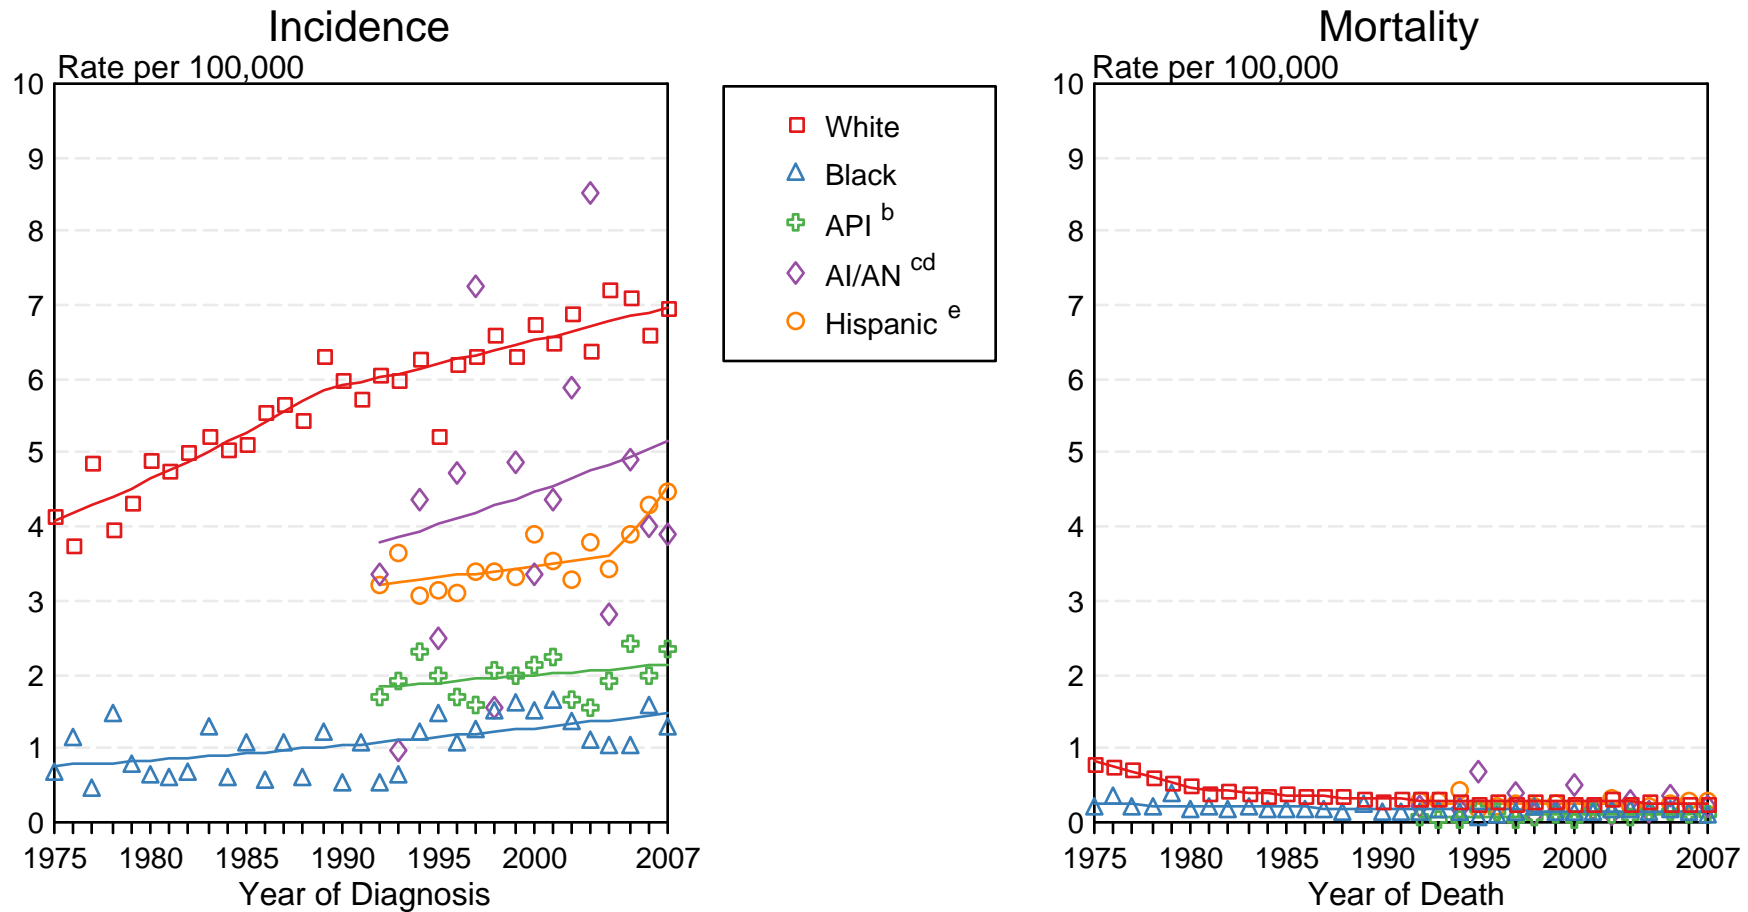 Incidence
Rate per 100,000
10
9
8
7
6
5
4
3
2
1
0
1975 1980 1985 1990 1995 2000 2007
Year of Diagnosis
White
Black
API b
AI/AN cd
Hispanic e
Mortality
Rate per 100,000
10
9
8
7
6
5
4
3
2
1
0
1975 1980 1985 1990 1995 2000 2007
Year of Death